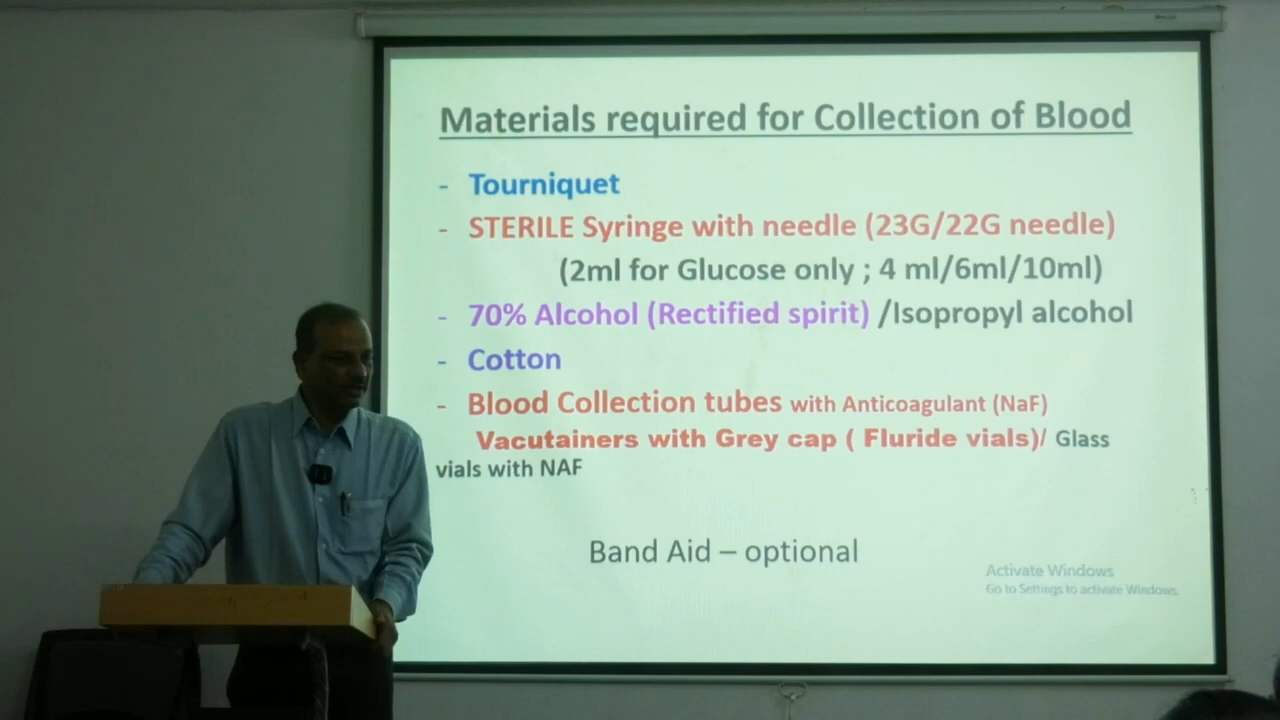 Materials required for Collection of Blood
- Tourniquet
- STERILE Syringe with needle (23G/22G needle)
(2ml for Glucose only ; 4 ml/6ml/10ml)
- 70% Alcohol (Rectified spirit) /Isopropyl alcohol
- Cotton
- Blood Collection tubes with Anticoagulant (NaF)
Vacutainers with Grey cap ( Fluride vials)/ Glass
vials with NAF
Band Aid – optional
Activate Windows
Go to Settings to activate Windows.